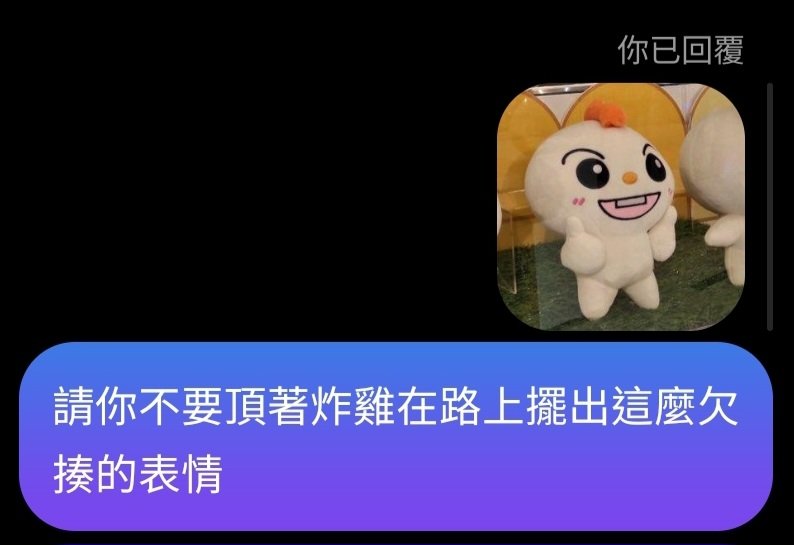 你已回覆
請你不要頂著炸雞在路上擺出這麼欠
揍的表情